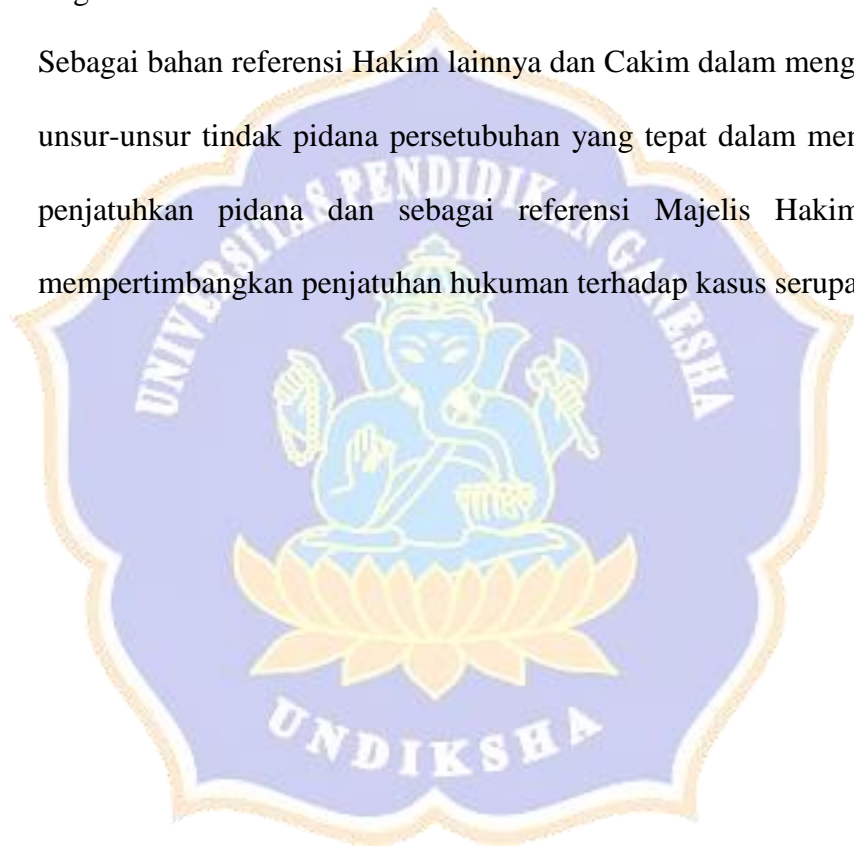 Sebagai bahan referensi Hakim lainnya dan Cakim dalam meng
unsur-unsur tindak pidana persetubuhan yang tepat dalam mer
penjatuhkan pidana dan sebagai referensi Majelis Hakim
mempertimbangkan penjatuhan hukuman terhadap kasus serupa
UNIVERSITAS PENDIDIKAN GANESHA
UNDIKSHA